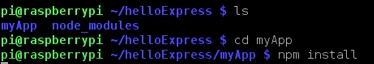 pi@raspberrypi ~/helloExpress $ ls
myApp  node_modules
pi@raspberrypi ~/helloExpress $ cd myApp
pi@raspberrypi ~/helloExpress/myApp $ npm install